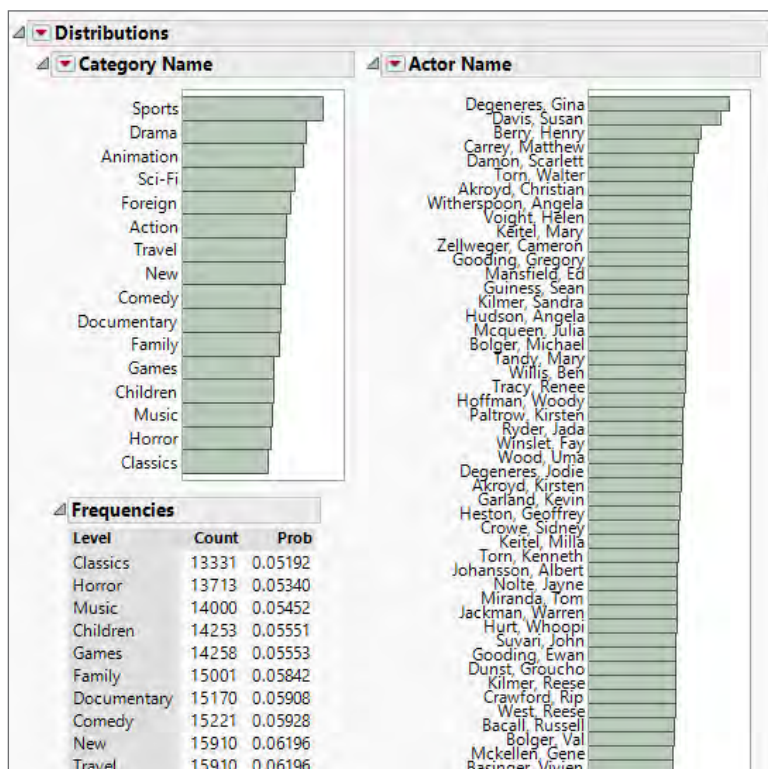 Distributions
Category Name
Sports
Drama
Animation
Sci-Fi
Foreign
Action
Travel
New
Comedy
Documentary
Family
Games
Children
Music
Horror
Classics
Frequencies
Level Count Prob
Classics 13331 0.05192
Horror 13713 0.05340
Music 14000 0.05452
Children 14253 0.05551
Games 14258 0.05553
Family 15001 0.05842
Documentary 15170 0.05908
Comedy 15221 0.05928
New 15910 0.06196
Travel 15910 0.06196
Actor Name
Degeneres, Gina
Davis, Susan
Berry, Henry
Carrey, Matthew
Damon, Scarlett
Torn, Walter
Akroyd, Christian
Witherspoon, Angela
Voight, Helen
Keitel, Mary
Zellweger, Cameron
Gooding, Gregory
Mansfield, Ed
Guiness, Sean
Kilmer, Sandra
Hudson, Angela
Mcqueen, Julia
Bolger, Michael
Tandy, Mary
Willis, Ben
Tracy, Renee
Hoffman, Woody
Paltrow, Kirsten
Ryder, Jada
Winslet, Fay
Wood, Uma
Degeneres, Jodie
Akroyd, Kirsten
Garland, Kevin
Heston, Geoffrey
Crowe, Sidney
Keitel, Milla
Torn, Kenneth
Johansson, Albert
Nolte, Jayne
Miranda, Tom
Jackman, Warren
Hurt, Whoopi
Suvari, John
Gooding, Ewan
Dunst, Groucho
Kilmer, Reese
Crawford, Rip
West, Reese
Bacall, Russell
Bolger, Val
Mckellen, Gene
Basinger, Vivien